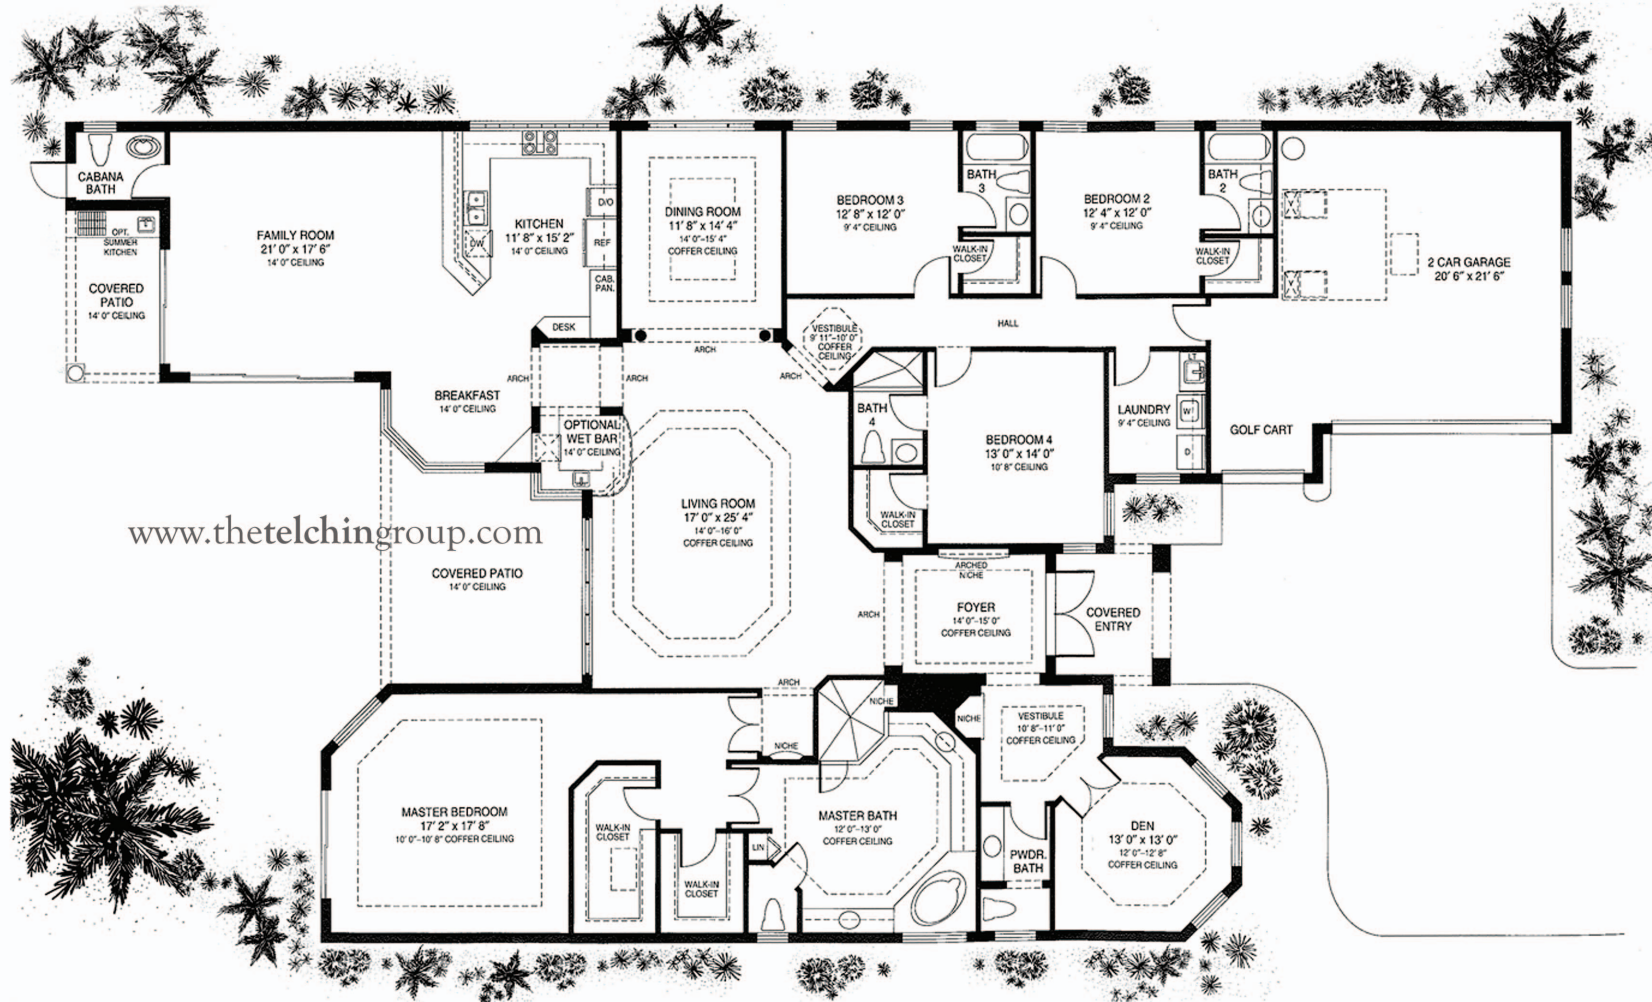 CABANA
BATH
OPT.
SUMMER
KITCHEN
COVERED
PATIO
14' 0" CEILING
FAMILY ROOM
21' 0" x 17' 6"
14' 0" CEILING
KITCHEN
11' 8" x 15' 2"
14' 0" CEILING
DW
D/O
REF
CAB.
PAN.
DESK
DINING ROOM
11' 8" x 14' 4"
14' 0"-15' 4"
COFFER CEILING
ARCH
BEDROOM 3
12' 8" x 12' 0"
9' 4" CEILING
BATH
3
WALK-IN
CLOSET
BEDROOM 2
12' 4" x 12' 0"
9' 4" CEILING
BATH
2
WALK-IN
CLOSET
2 CAR GARAGE
20' 6" x 21' 6"
HALL
VESTIBULE
9' 11"-10' 0"
COFFER
CEILING
ARCH
BREAKFAST
14' 0" CEILING
ARCH
ARCH
OPTIONAL
WET BAR
14' 0" CEILING
BATH
4
WALK-IN
CLOSET
BEDROOM 4
13' 0" x 14' 0"
10' 8" CEILING
LAUNDRY
9' 4" CEILING
LT
W
D
GOLF CART
LIVING ROOM
17' 0" x 25' 4"
14' 0"-16' 0"
COFFER CEILING
www.thetelchingroup.com
COVERED PATIO
14' 0" CEILING
ARCH
ARCHED
NICHE
FOYER
14' 0"-15' 0"
COFFER CEILING
COVERED
ENTRY
ARCH
NICHE
NICHE
NICHE
VESTIBULE
10' 8"-11' 0"
COFFER CEILING
MASTER BEDROOM
17' 2" x 17' 8"
10' 0"-10' 8" COFFER CEILING
WALK-IN
CLOSET
WALK-IN
CLOSET
LIN
MASTER BATH
12' 0"-13' 0"
COFFER CEILING
PWDR.
BATH
DEN
13' 0" x 13' 0"
12' 0"-12' 8"
COFFER CEILING